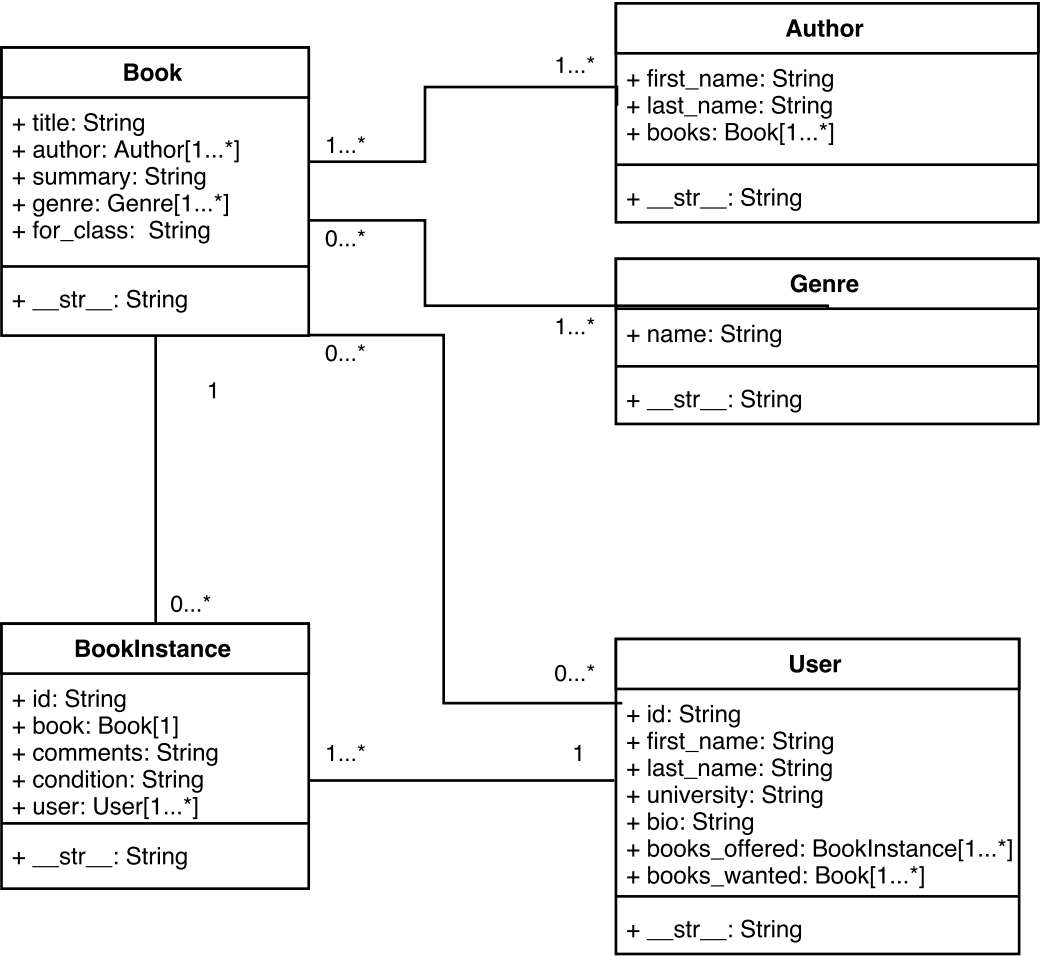 Book
+ title: String
+ author: Author[1...*]
+ summary: String
+ genre: Genre[1...*]
+ for_class:  String
+ __str__: String
1...*
1...*
Author
+ first_name: String
+ last_name: String
+ books: Book[1...*]
+ __str__: String
0...*
1...*
Genre
+ name: String
+ __str__: String
0...*
1
0...*
0...*
BookInstance
+ id: String
+ book: Book[1]
+ comments: String
+ condition: String
+ user: User[1...*]
+ __str__: String
1...*
1
User
+ id: String
+ first_name: String
+ last_name: String
+ university: String
+ bio: String
+ books_offered: BookInstance[1...*]
+ books_wanted: Book[1...*]
+ __str__: String